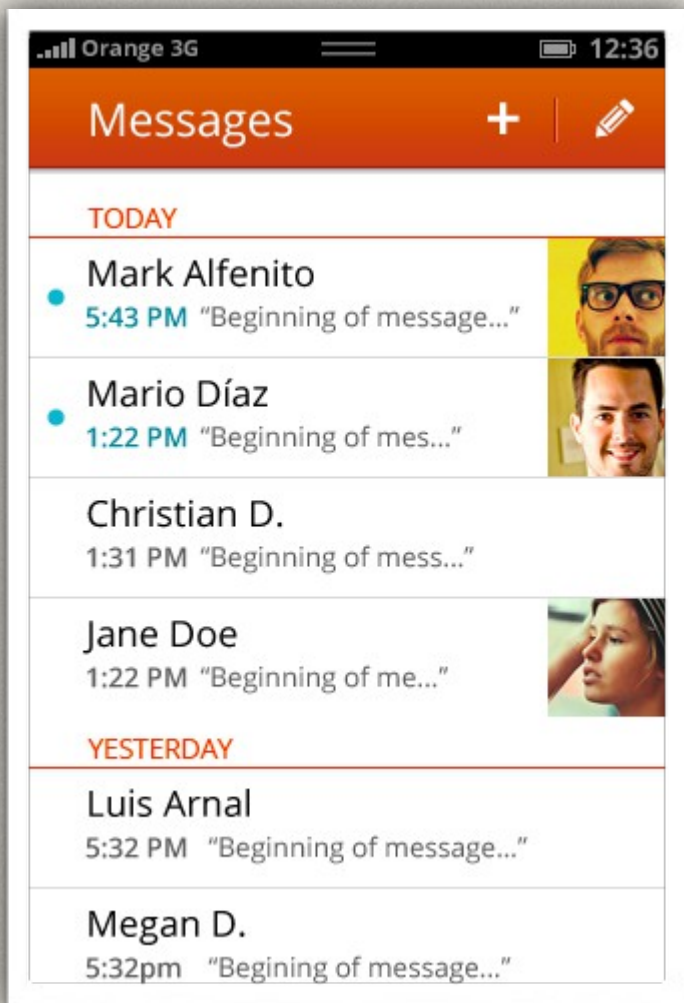 Orange 3G 12:36
Messages
TODAY
Mark Alfenito
5:43 PM “Beginning of message...”
Mario Díaz
1:22 PM “Beginning of mes...”
Christian D.
1:31 PM “Beginning of mess...”
Jane Doe
1:22 PM “Beginning of me...”
YESTERDAY
Luis Arnal
5:32 PM “Beginning of message...”
Megan D.
5:32pm “Begining of message...”